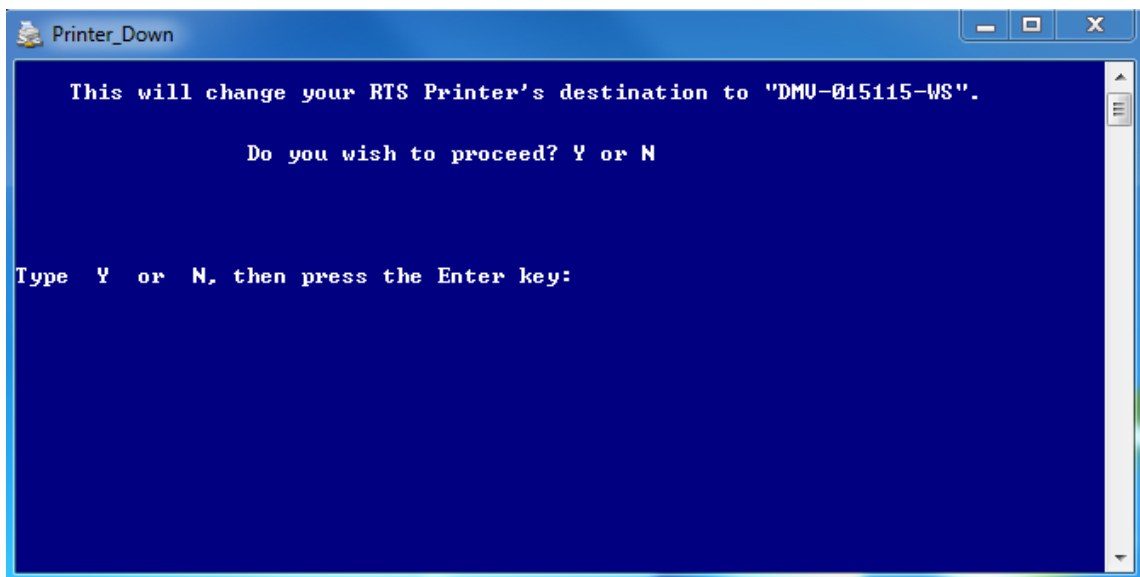 Printer_Down
This will change your RTS Printer's destination to "DMV-015115-WS".
Do you wish to proceed? Y or N
Type Y or N, then press the Enter key: